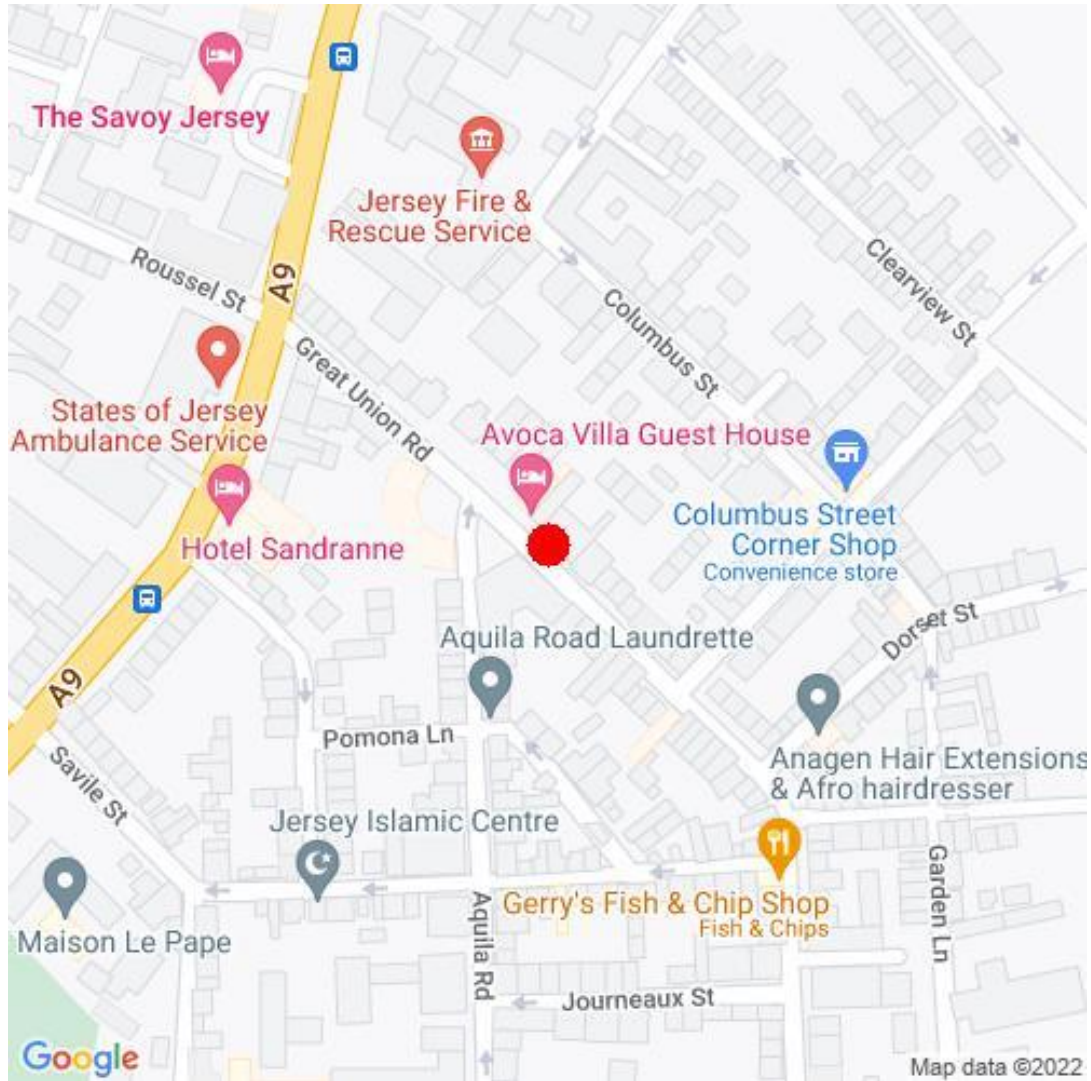 The Savoy Jersey
Jersey Fire &
Rescue Service
Roussel St
A9
Clearview St
Columbus St
Great Union Rd
States of Jersey
Ambulance Service
Avoca Villa Guest House
Hotel Sandranne
Columbus Street
Corner Shop
Convenience store
Dorset St
Aquila Road Laundrette
A9
Pomona Ln
Savile St
Anagen Hair Extensions
& Afro hairdresser
Jersey Islamic Centre
Gerry's Fish & Chip Shop
Fish & Chips
Garden Ln
Maison Le Pape
Aquila Rd
Journeaux St
Google
Map data ©2022